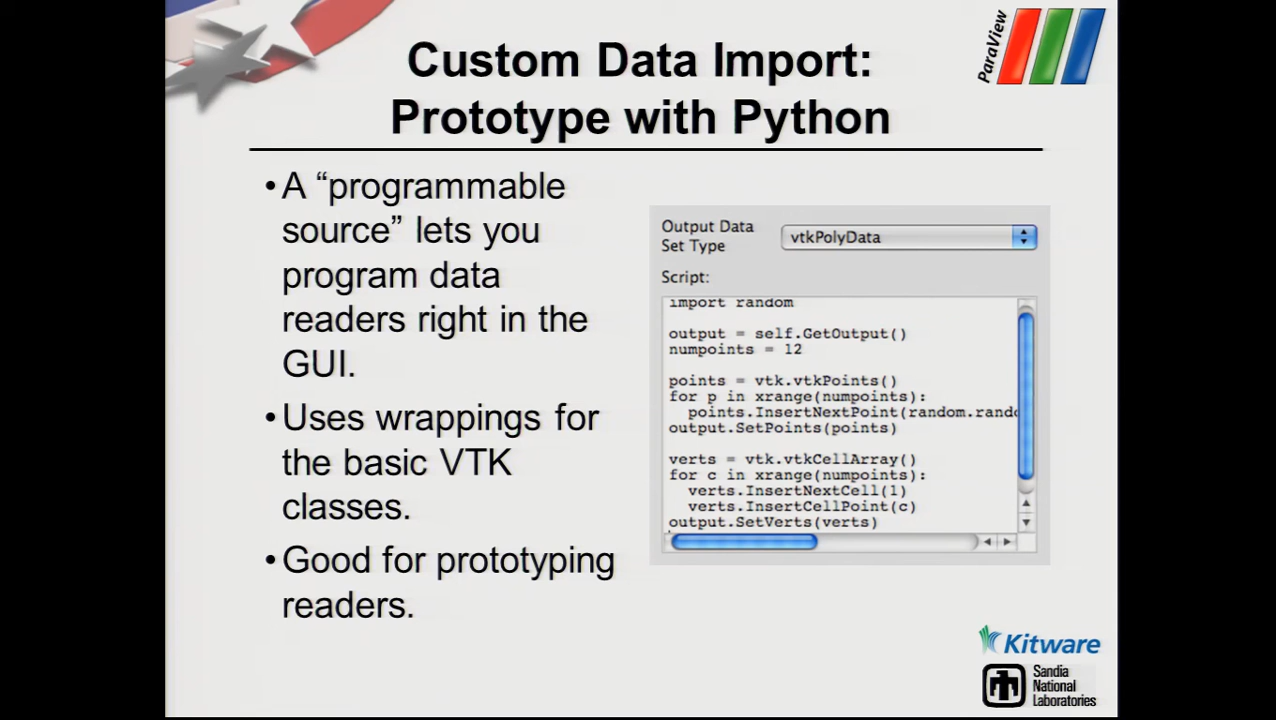 Custom Data Import:
Prototype with Python
ParaView
•A “programmable
source” lets you
program data
readers right in the
GUI.
•Uses wrappings for
the basic VTK
classes.
•Good for prototyping
readers.
Output Data
Set Type
vtkPolyData
Script:
import random
output = self.GetOutput()
numpoints = 12
points = vtk.vtkPoints()
for p in xrange(numpoints):
points.InsertNextPoint(random.rando
output.SetPoints(points)
verts = vtk.vtkCellArray()
for c in xrange(numpoints):
verts.InsertNextCell(1)
verts.InsertCellPoint(c)
output.SetVerts(verts)
Kitware
Sandia
National
Laboratories